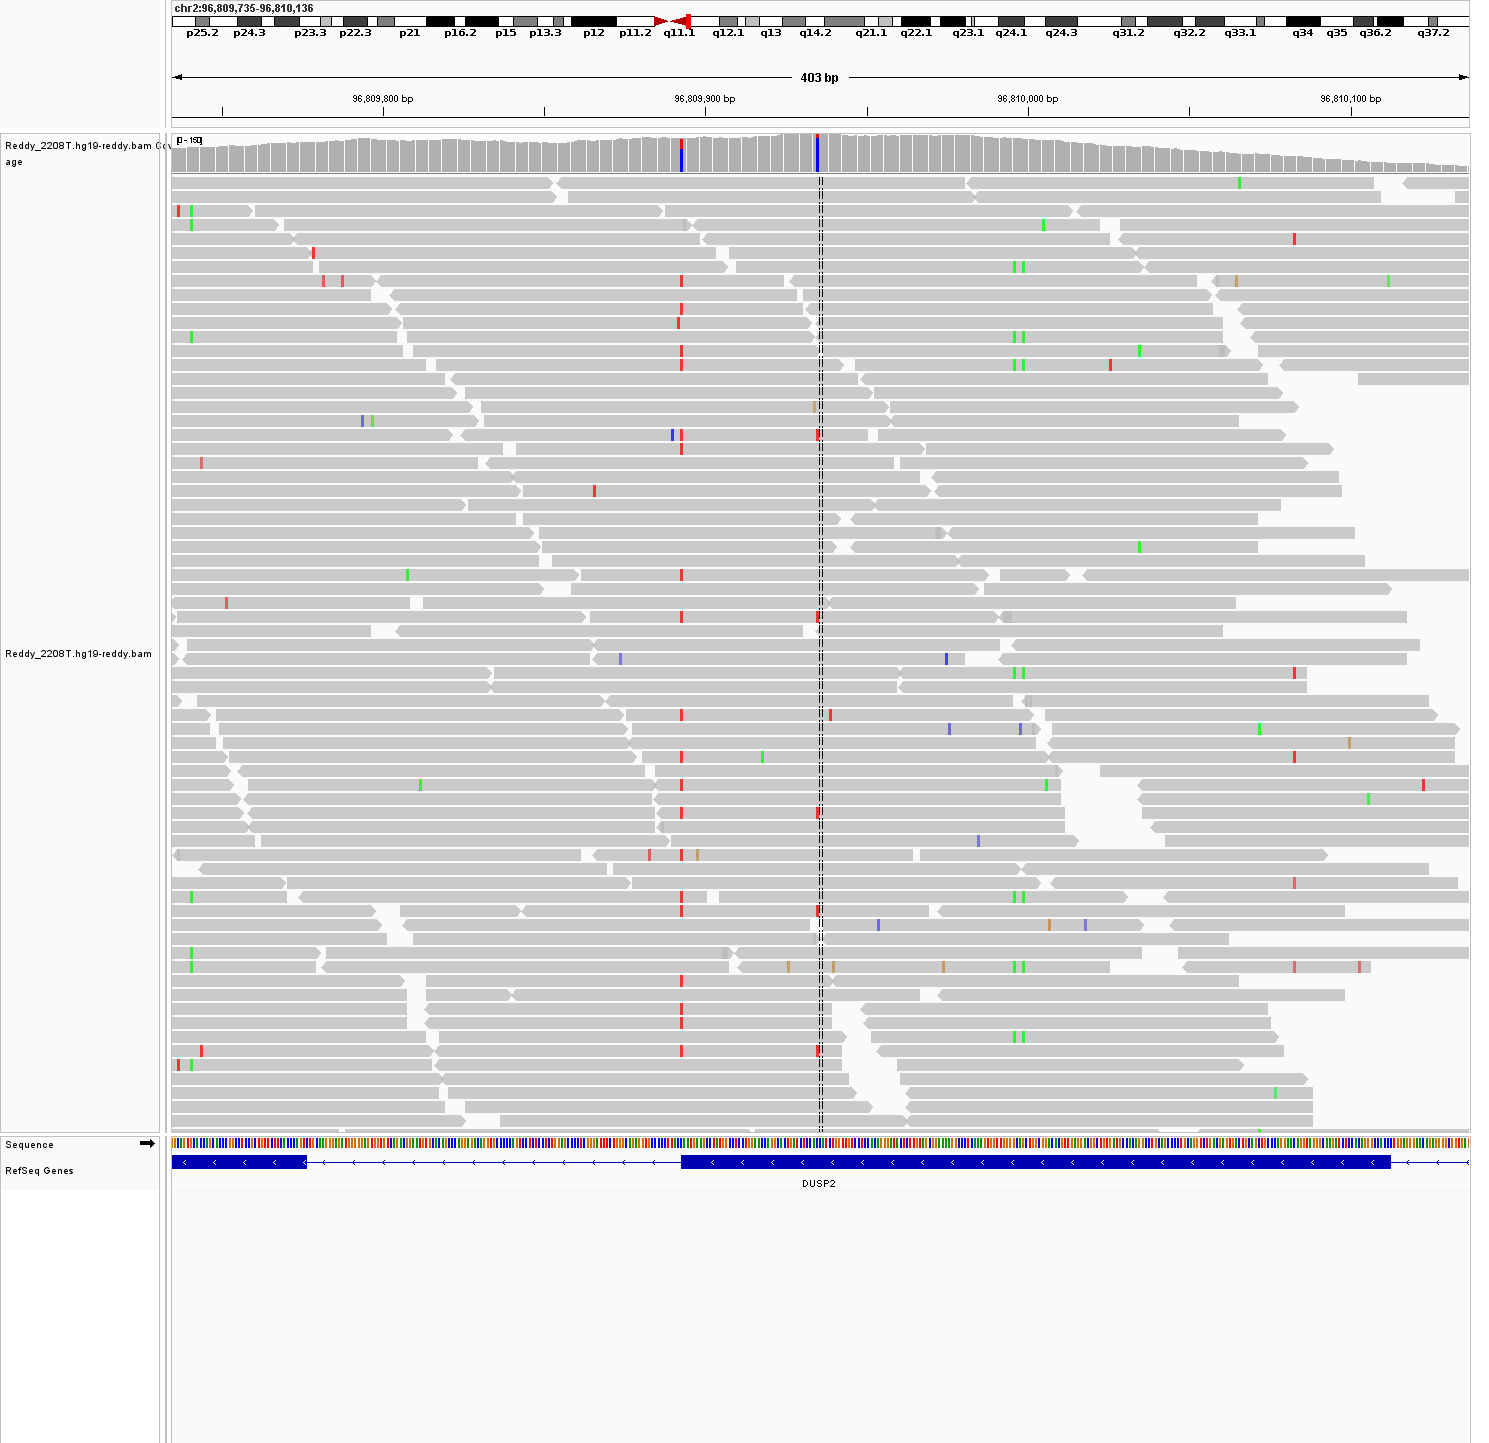 chr2:96,809,735-96,810,136
p25.2 p24.3 p23.3 p22.3 p21 p16.2 p15 p13.3 p12 p11.2 q11.1 q12.1 q13 q14.2 q21.1 q22.1 q23.1 q24.1 q24.3 q31.2 q32.2 q33.1 q34 q35 q36.2 q37.2
403 bp
96,809,800 bp 96,809,900 bp 96,810,000 bp 96,810,100 bp
[0 - 150]
Reddy_2208T.hg19-reddy.bam Cov
age
Reddy_2208T.hg19-reddy.bam
Sequence
RefSeq Genes
DUSP2